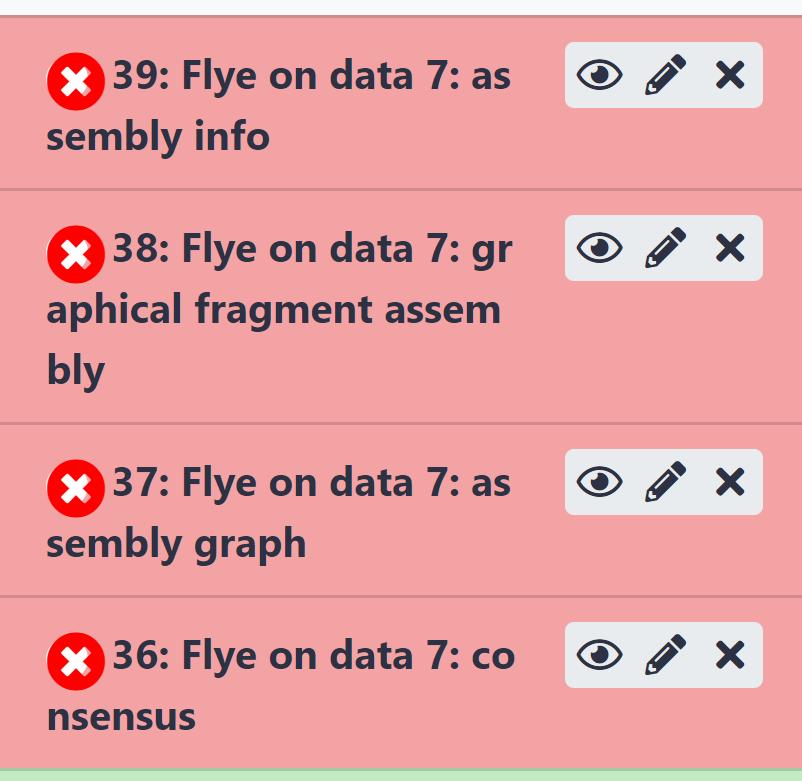 39: Flye on data 7: as
sembly info
38: Flye on data 7: gr
aphical fragment assem
bly
37: Flye on data 7: as
sembly graph
36: Flye on data 7: co
nsensus